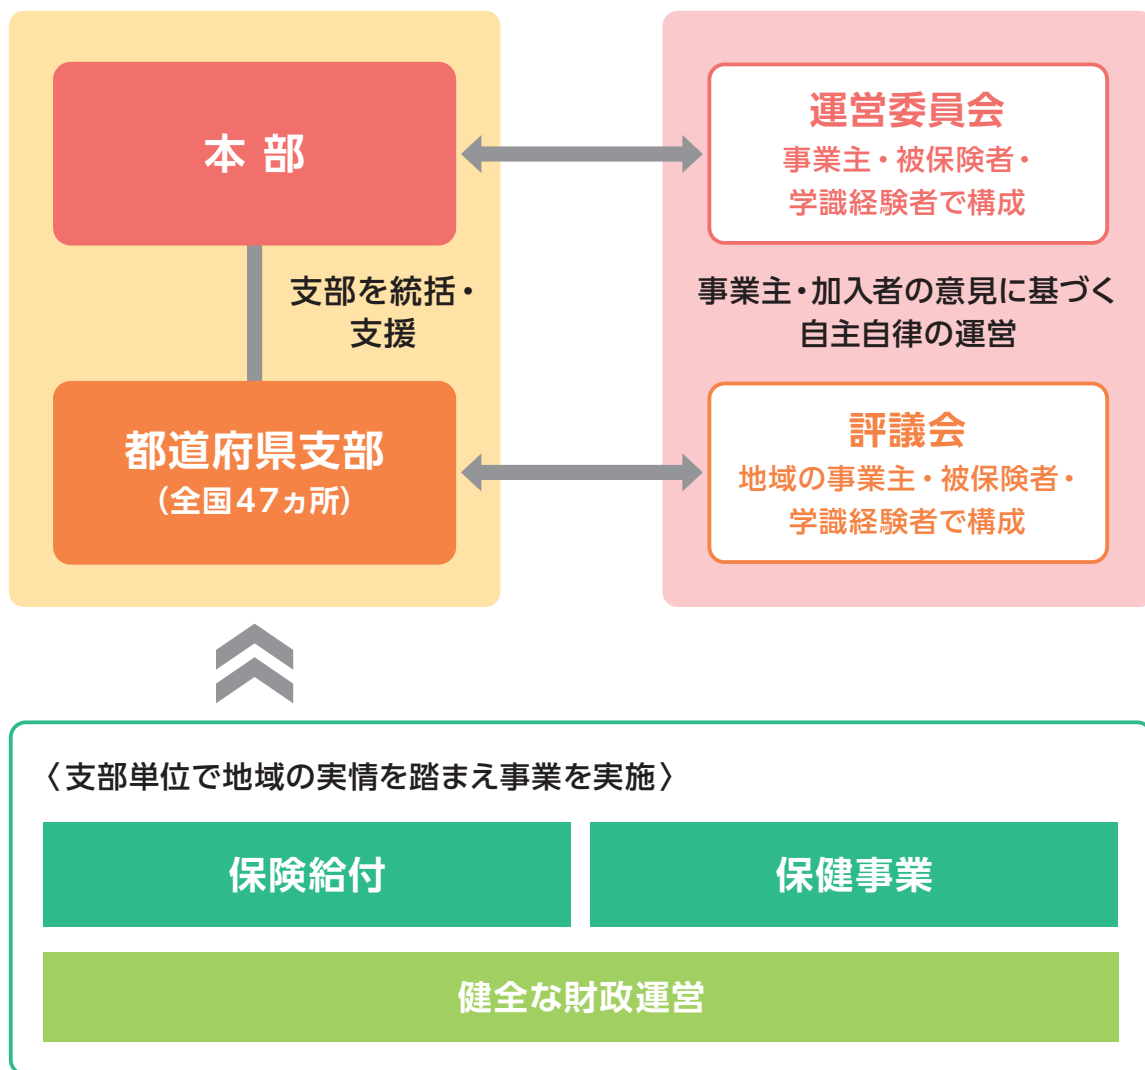 本部
運営委員会
事業主・被保険者・
学識経験者で構成
支部を統括・
支援
事業主・加入者の意見に基づく
自主自律の運営
都道府県支部
（全国47ヵ所）
評議会
地域の事業主・被保険者・
学識経験者で構成
〈支部単位で地域の実情を踏まえ事業を実施〉
保険給付
保健事業
健全な財政運営